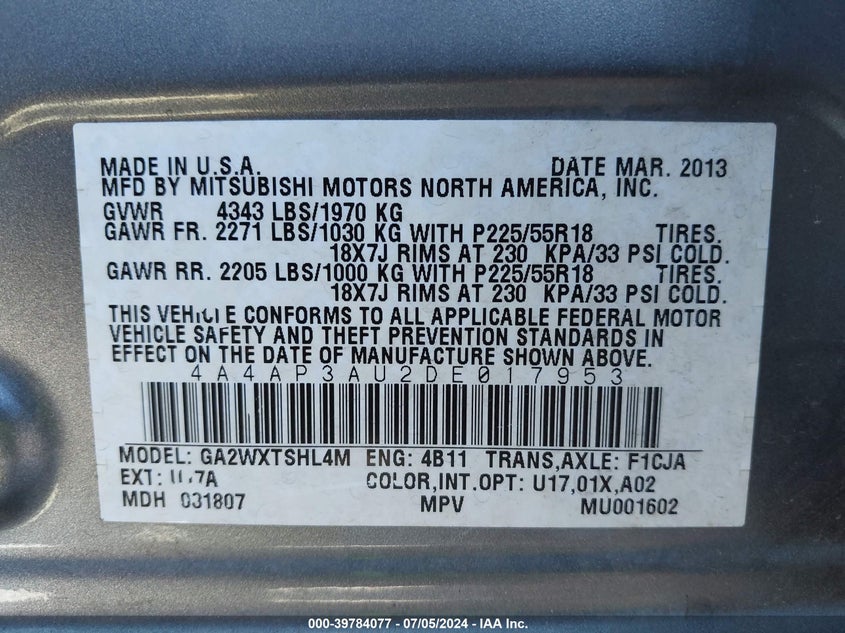 MADE IN U.S.A. DATE MAR. 2013
MFD BY MITSUBISHI MOTORS NORTH AMERICA, INC.
GVWR 4343 LBS/1970 KG
GAWR FR. 2271 LBS/1030 KG WITH P225/55R18 TIRES.
18X7J RIMS AT 230 KPA/33 PSI COLD.
GAWR RR. 2205 LBS/1000 KG WITH P225/55R18 TIRES.
18X7J RIMS AT 230 KPA/33 PSI COLD.
THIS VEHICLE CONFORMS TO ALL APPLICABLE FEDERAL MOTOR
VEHICLE SAFETY AND THEFT PREVENTION STANDARDS IN
EFFECT ON THE DATE OF MANUFACTURE SHOWN ABOVE.
4A4AP3AU2DE017953
MODEL: GA2WXTSHL4M ENG: 4B11 TRANS,AXLE: F1CJA
EXT: COLOR,INT.OPT: U17,01X,A02
MDH 031807 MPV MU001602
000-39784077 - 07/05/2024 - IAA Inc.